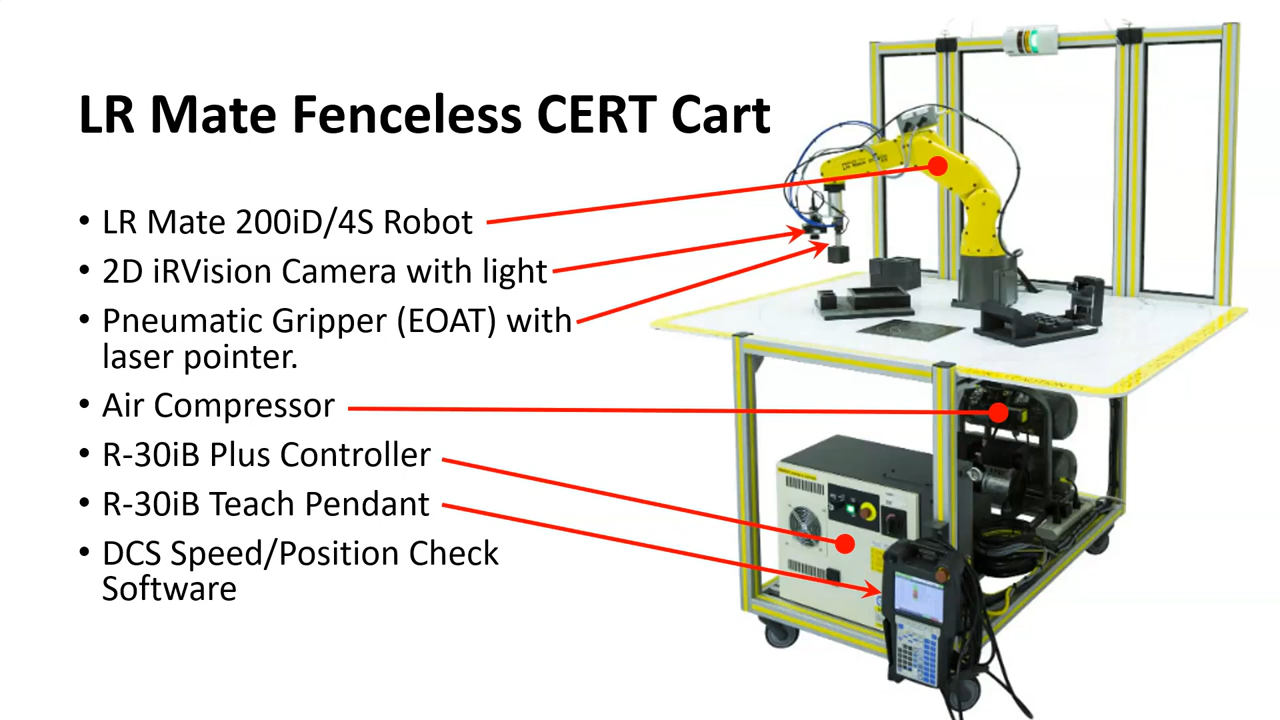 LR Mate Fenceless CERT Cart
• LR Mate 200iD/4S Robot
• 2D iRVision Camera with light
• Pneumatic Gripper (EOAT) with
laser pointer.
• Air Compressor
• R-30iB Plus Controller
• R-30iB Teach Pendant
• DCS Speed/Position Check
Software